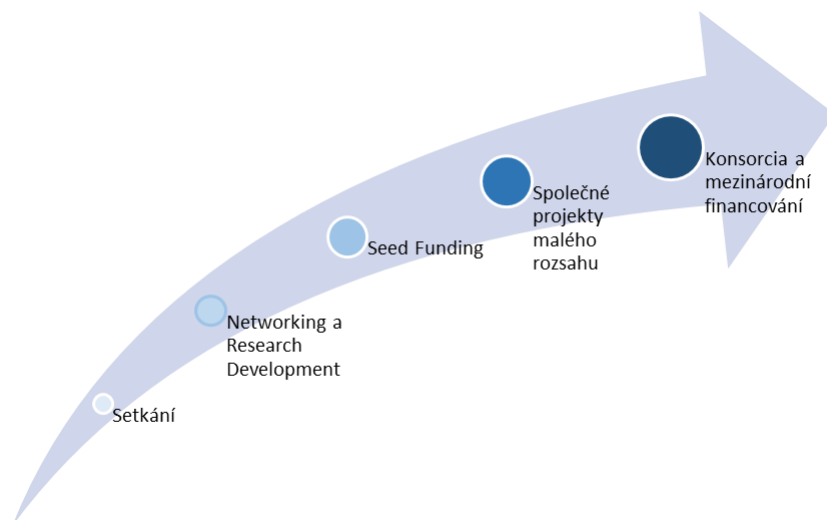 Setkání
Networking a
Research
Development
Seed Funding
Společné
projekty
malého
rozsahu
Konsorcia a
mezinárodní
financování